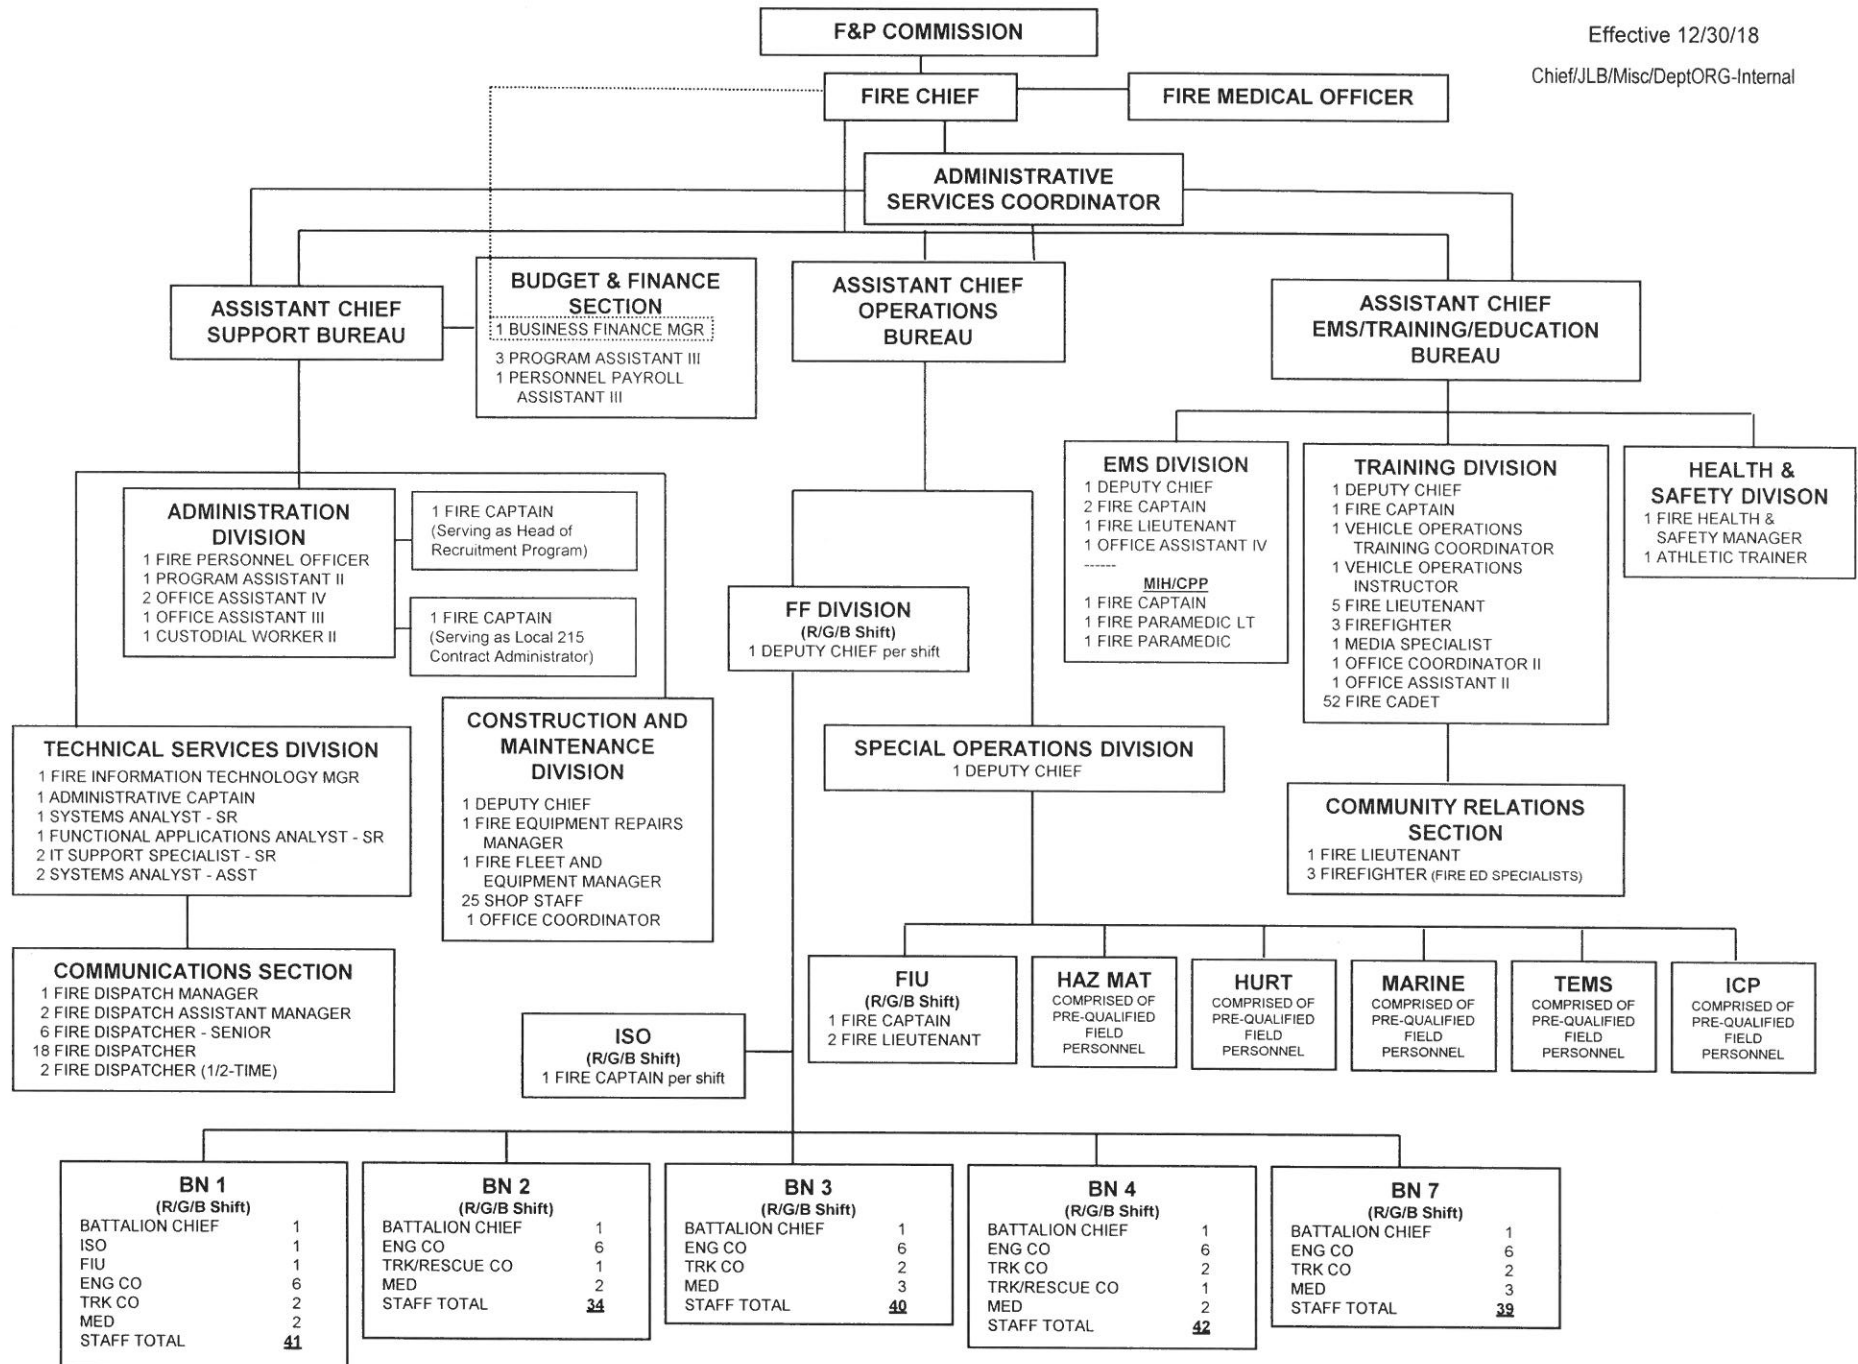 F&P COMMISSION
Effective 12/30/18
Chief/JLB/Misc/DeptORG-Internal
FIRE CHIEF
FIRE MEDICAL OFFICER
ADMINISTRATIVE
SERVICES COORDINATOR
ASSISTANT CHIEF
SUPPORT BUREAU
BUDGET & FINANCE
SECTION
1 BUSINESS FINANCE MGR
3 PROGRAM ASSISTANT III
1 PERSONNEL PAYROLL
ASSISTANT III
ASSISTANT CHIEF
OPERATIONS
BUREAU
ASSISTANT CHIEF
EMS/TRAINING/EDUCATION
BUREAU
ADMINISTRATION
DIVISION
1 FIRE PERSONNEL OFFICER
1 PROGRAM ASSISTANT II
2 OFFICE ASSISTANT IV
1 OFFICE ASSISTANT III
1 CUSTODIAL WORKER II
1 FIRE CAPTAIN
(Serving as Head of
Recruitment Program)
1 FIRE CAPTAIN
(Serving as Local 215
Contract Administrator)
EMS DIVISION
1 DEPUTY CHIEF
2 FIRE CAPTAIN
1 FIRE LIEUTENANT
1 OFFICE ASSISTANT IV
------
MIH/CPP
1 FIRE CAPTAIN
1 FIRE PARAMEDIC LT
1 FIRE PARAMEDIC
TRAINING DIVISION
1 DEPUTY CHIEF
1 FIRE CAPTAIN
1 VEHICLE OPERATIONS
TRAINING COORDINATOR
1 VEHICLE OPERATIONS
INSTRUCTOR
5 FIRE LIEUTENANT
3 FIREFIGHTER
1 MEDIA SPECIALIST
1 OFFICE COORDINATOR II
1 OFFICE ASSISTANT II
52 FIRE CADET
HEALTH &
SAFETY DIVISON
1 FIRE HEALTH &
SAFETY MANAGER
1 ATHLETIC TRAINER
FF DIVISION
(R/G/B Shift)
1 DEPUTY CHIEF per shift
TECHNICAL SERVICES DIVISION
1 FIRE INFORMATION TECHNOLOGY MGR
1 ADMINISTRATIVE CAPTAIN
1 SYSTEMS ANALYST - SR
1 FUNCTIONAL APPLICATIONS ANALYST - SR
2 IT SUPPORT SPECIALIST - SR
2 SYSTEMS ANALYST - ASST
CONSTRUCTION AND
MAINTENANCE
DIVISION
1 DEPUTY CHIEF
1 FIRE EQUIPMENT REPAIRS
MANAGER
1 FIRE FLEET AND
EQUIPMENT MANAGER
25 SHOP STAFF
1 OFFICE COORDINATOR
SPECIAL OPERATIONS DIVISION
1 DEPUTY CHIEF
COMMUNITY RELATIONS
SECTION
1 FIRE LIEUTENANT
3 FIREFIGHTER (FIRE ED SPECIALISTS)
COMMUNICATIONS SECTION
1 FIRE DISPATCH MANAGER
2 FIRE DISPATCH ASSISTANT MANAGER
6 FIRE DISPATCHER - SENIOR
18 FIRE DISPATCHER
2 FIRE DISPATCHER (1/2-TIME)
ISO
(R/G/B Shift)
1 FIRE CAPTAIN per shift
FIU
(R/G/B Shift)
1 FIRE CAPTAIN
2 FIRE LIEUTENANT
HAZ MAT
COMPRISED OF
PRE-QUALIFIED
FIELD
PERSONNEL
HURT
COMPRISED OF
PRE-QUALIFIED
FIELD
PERSONNEL
MARINE
COMPRISED OF
PRE-QUALIFIED
FIELD
PERSONNEL
TEMS
COMPRISED OF
PRE-QUALIFIED
FIELD
PERSONNEL
ICP
COMPRISED OF
PRE-QUALIFIED
FIELD
PERSONNEL
BN 1
(R/G/B Shift)
BATTALION CHIEF 1
ISO 1
FIU 1
ENG CO 6
TRK CO 2
MED 2
STAFF TOTAL 41
BN 2
(R/G/B Shift)
BATTALION CHIEF 1
ENG CO 6
TRK/RESCUE CO 1
MED 2
STAFF TOTAL 34
BN 3
(R/G/B Shift)
BATTALION CHIEF 1
ENG CO 6
TRK CO 2
MED 3
STAFF TOTAL 40
BN 4
(R/G/B Shift)
BATTALION CHIEF 1
ENG CO 6
TRK CO 2
TRK/RESCUE CO 1
MED 2
STAFF TOTAL 42
BN 7
(R/G/B Shift)
BATTALION CHIEF 1
ENG CO 6
TRK CO 2
MED 3
STAFF TOTAL 39